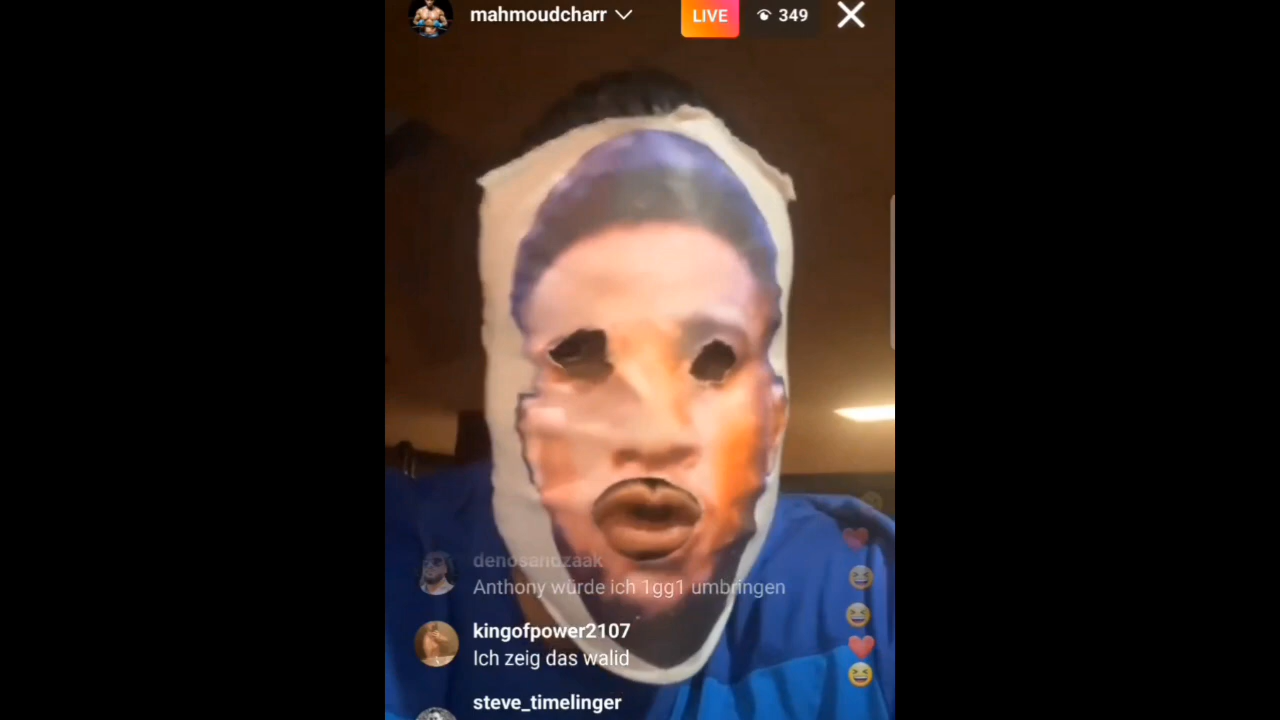 mahmoudcharr
LIVE
349
denosandzaak
Anthony würde ich 1gg1 umbringen
kingofpower2107
Ich zeig das walid
steve_timelinger